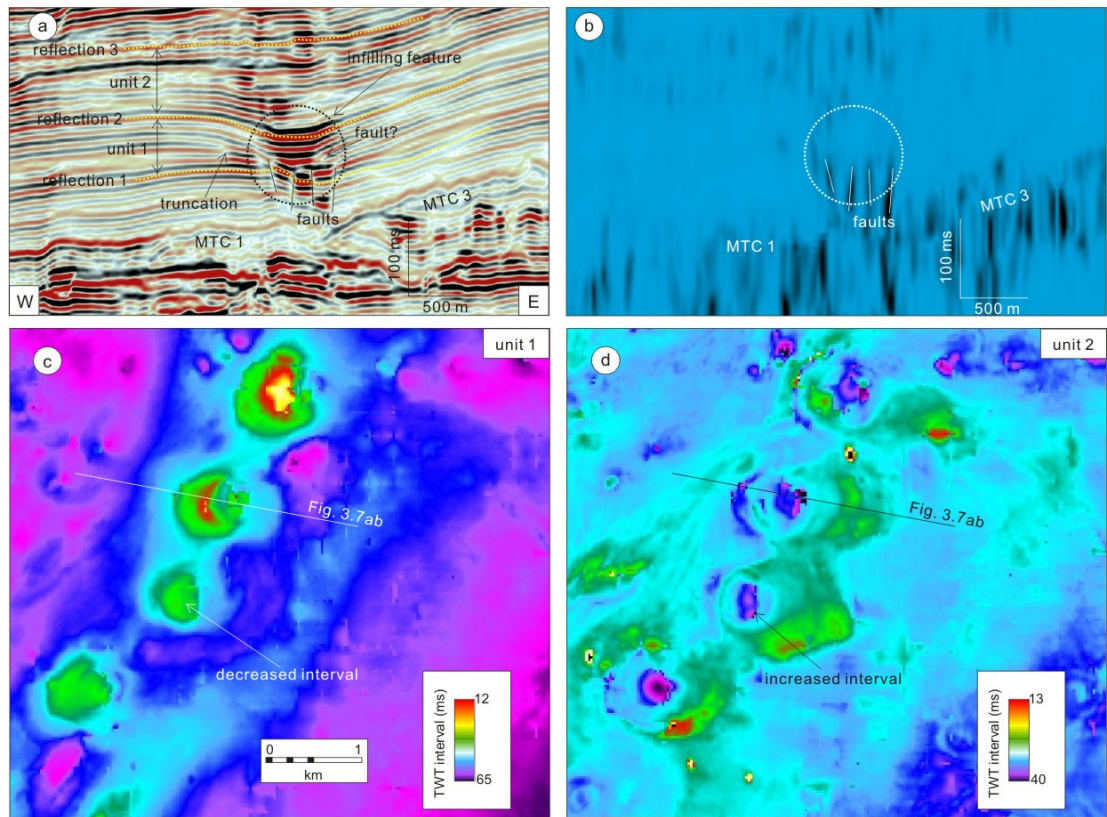 a
reflection 3
infilling feature
unit 2
reflection 2
fault?
unit 1
reflection 1
truncation
faults
MTC 3
MTC 1
100 ms
500 m
W
E
b
faults
MTC 3
MTC 1
100 ms
500 m
c
unit 1
Fig. 3.7ab
decreased interval
0 1
km
TWT interval (ms)
12
65
d
unit 2
Fig. 3.7ab
increased interval
TWT interval (ms)
13
40